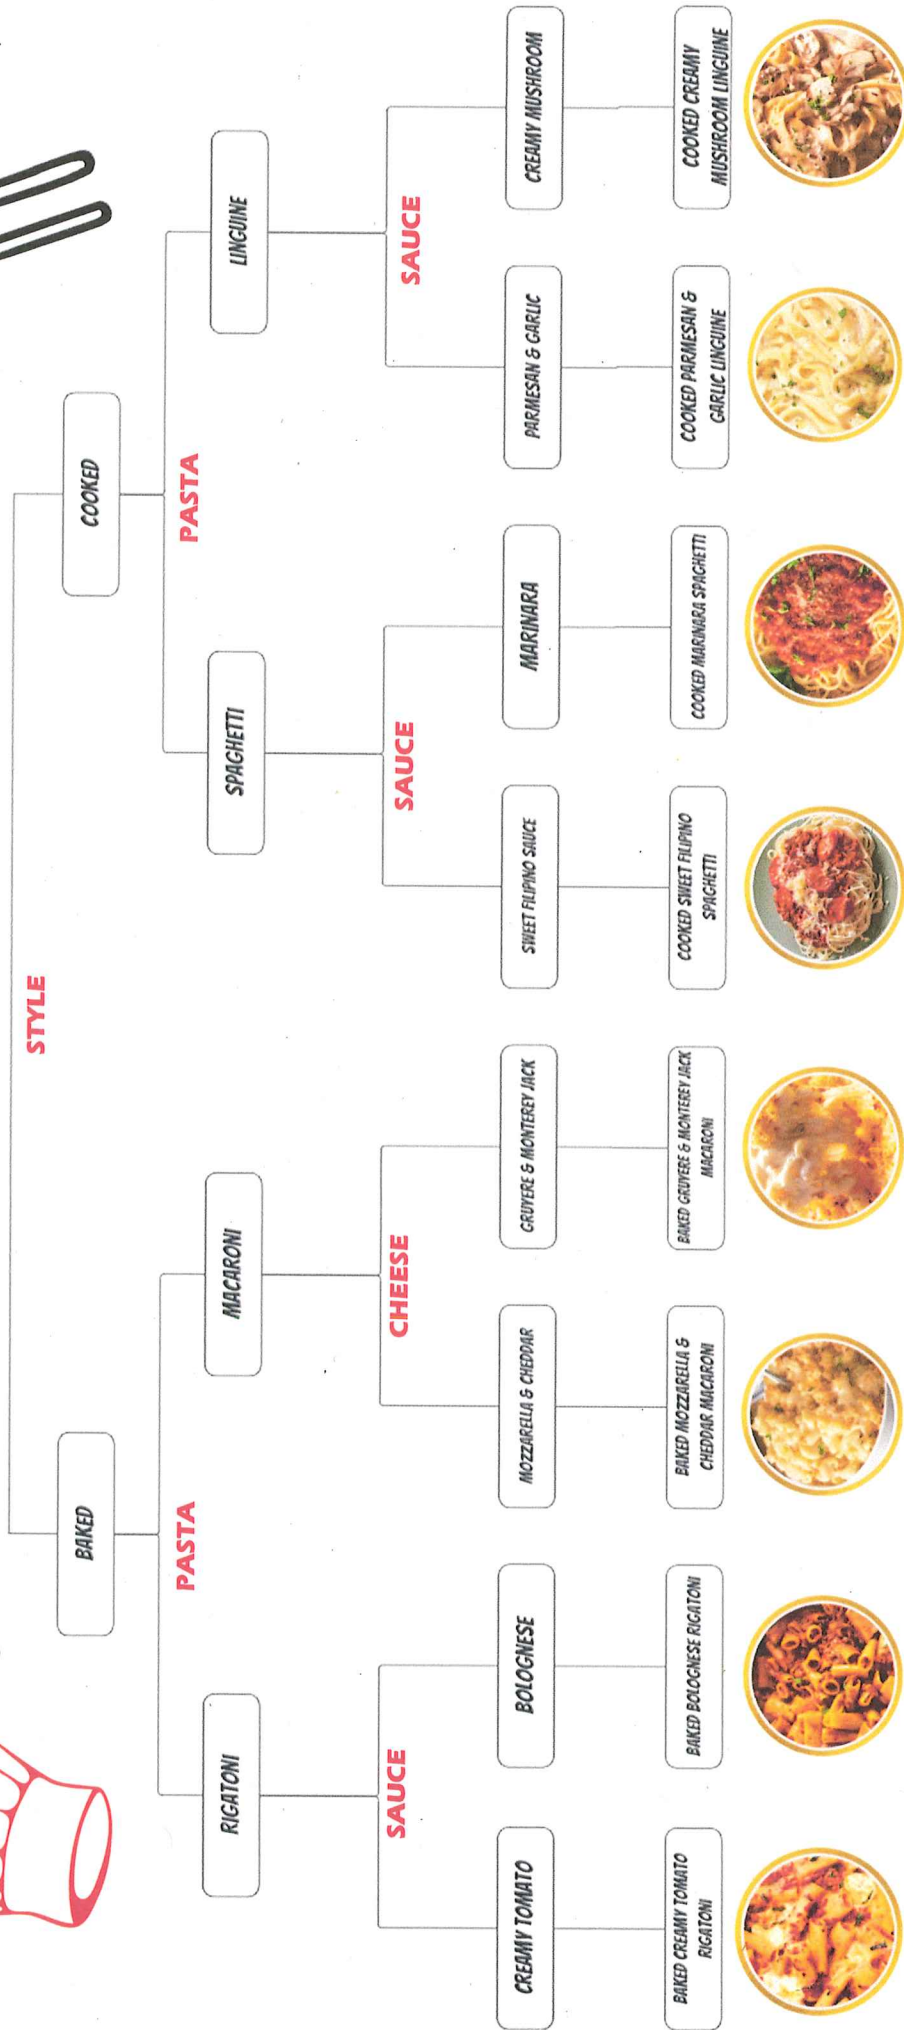 STYLE
BAKED
COOKED
PASTA
PASTA
RIGATONI
MACARONI
SPAGHETTI
LINGUINE
SAUCE
CHEESE
SAUCE
SAUCE
CREAMY TOMATO
BOLOGNESE
MOZZARELLA & CHEDDAR
GRUYERE & MONTEREY JACK
SWEET FILIPINO SAUCE
MARINARA
PARMESAN & GARLIC
CREAMY MUSHROOM
BAKED CREAMY TOMATO
RIGATONI
BAKED BOLOGNESE RIGATONI
BAKED MOZZARELLA &
CHEDDAR MACARONI
BAKED GRUYERE & MONTEREY JACK
MACARONI
COOKED SWEET FILIPINO
SPAGHETTI
COOKED MARINARA SPAGHETTI
COOKED PARMESAN &
GARLIC LINGUINE
COOKED CREAMY
MUSHROOM LINGUINE